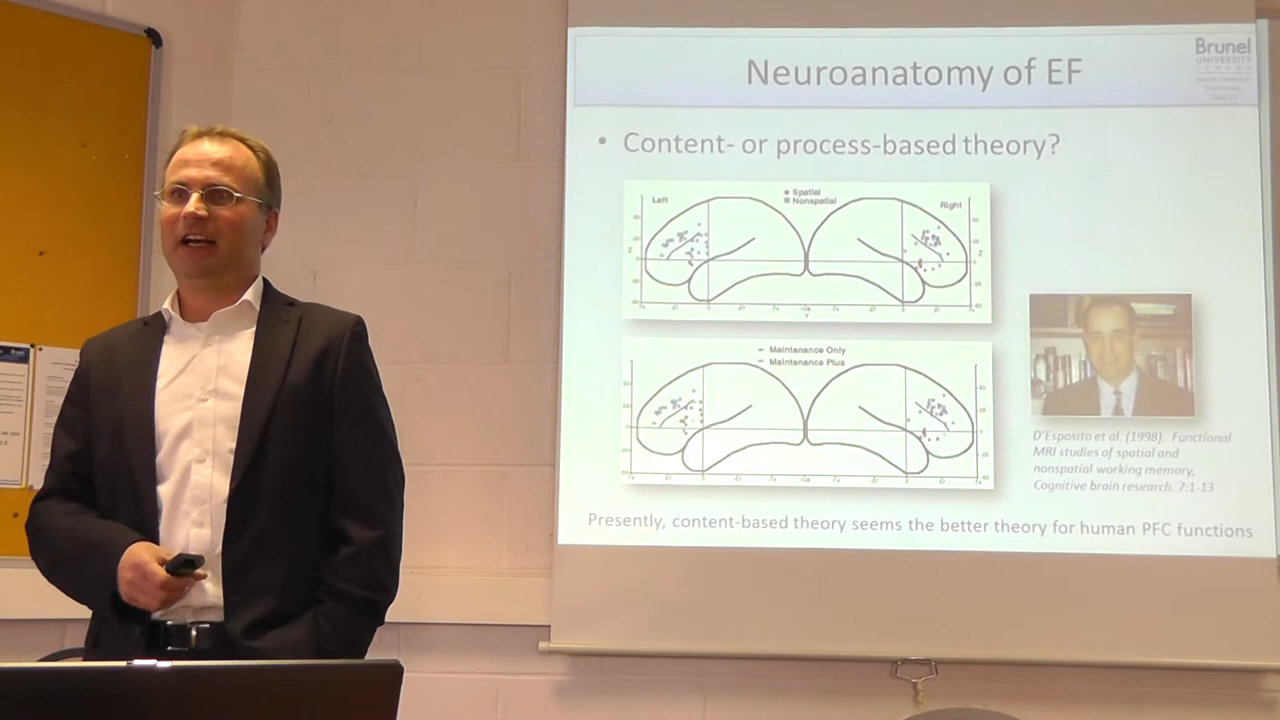 Neuroanatomy of EF
Brunel
UNIVERSITY
LONDON
• Content- or process-based theory?
Left
Spatial
Nonspatial
Right
Z
Z
Y
Maintenance Only
Maintenance Plus
D'Esposito et al. (1998). Functional
MRI studies of spatial and
nonspatial working memory,
Cognitive brain research. 7:1-13
Presently, content-based theory seems the better theory for human PFC functions